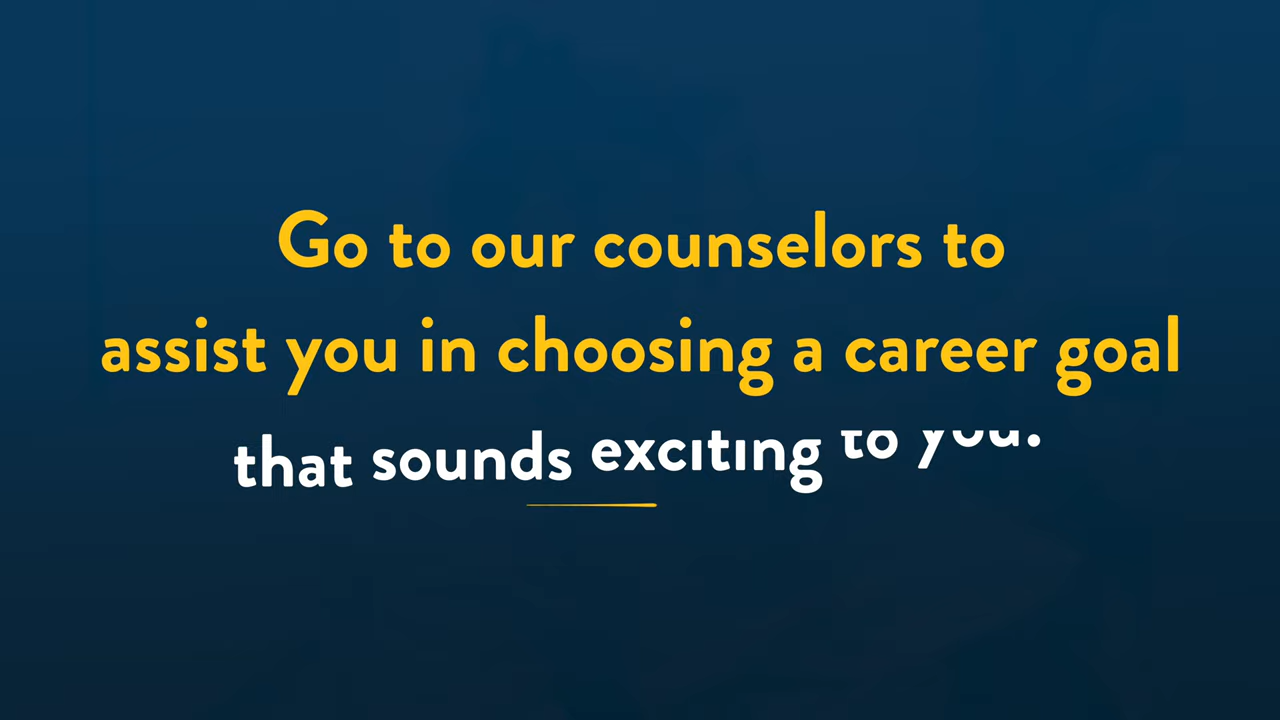 Go to our counselors to
assist you in choosing a career goal
that sounds exciting to you.